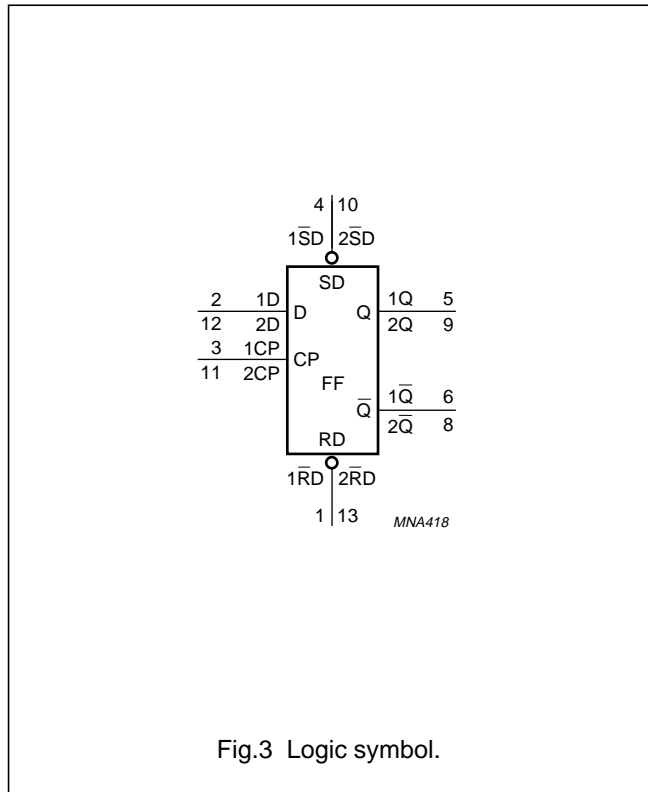 4 10
1S̅D 2S̅D
SD
2 1D D Q 1Q 5
12 2D 2Q 9
3 1CP CP
11 2CP
FF
Q̅ 1Q̅ 6
2Q̅ 8
RD
1R̅D 2R̅D
1 13
MNA418
Fig.3 Logic symbol.